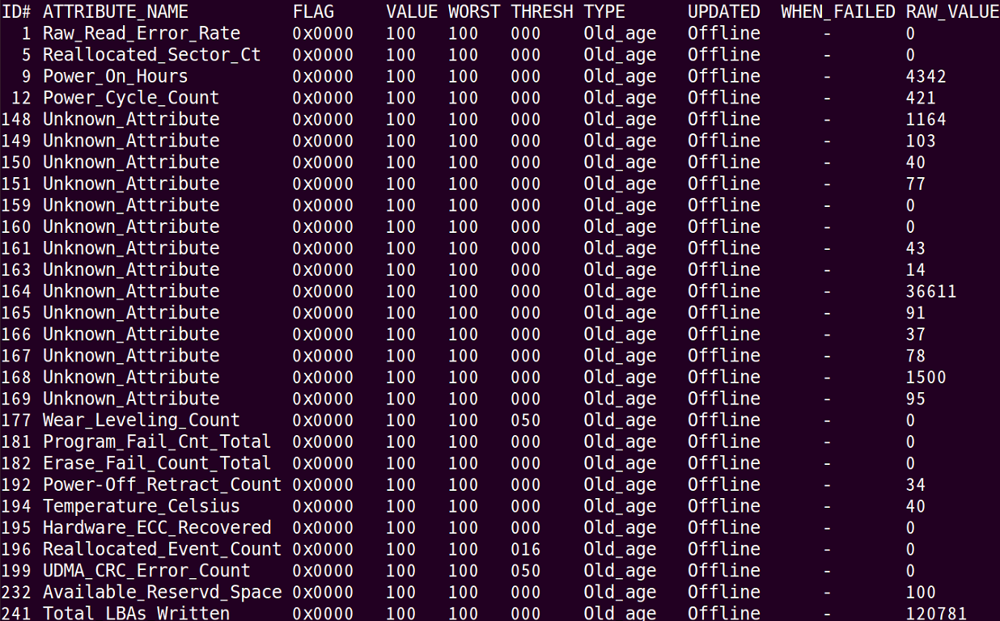 ID# ATTRIBUTE_NAME FLAG VALUE WORST THRESH TYPE UPDATED WHEN_FAILED RAW_VALUE
1 Raw_Read_Error_Rate 0x0000 100 100 000 Old_age Offline - 0
5 Reallocated_Sector_Ct 0x0000 100 100 000 Old_age Offline - 0
9 Power_On_Hours 0x0000 100 100 000 Old_age Offline - 4342
12 Power_Cycle_Count 0x0000 100 100 000 Old_age Offline - 421
148 Unknown_Attribute 0x0000 100 100 000 Old_age Offline - 1164
149 Unknown_Attribute 0x0000 100 100 000 Old_age Offline - 103
150 Unknown_Attribute 0x0000 100 100 000 Old_age Offline - 40
151 Unknown_Attribute 0x0000 100 100 000 Old_age Offline - 77
159 Unknown_Attribute 0x0000 100 100 000 Old_age Offline - 0
160 Unknown_Attribute 0x0000 100 100 000 Old_age Offline - 0
161 Unknown_Attribute 0x0000 100 100 000 Old_age Offline - 43
163 Unknown_Attribute 0x0000 100 100 000 Old_age Offline - 14
164 Unknown_Attribute 0x0000 100 100 000 Old_age Offline - 36611
165 Unknown_Attribute 0x0000 100 100 000 Old_age Offline - 91
166 Unknown_Attribute 0x0000 100 100 000 Old_age Offline - 37
167 Unknown_Attribute 0x0000 100 100 000 Old_age Offline - 78
168 Unknown_Attribute 0x0000 100 100 000 Old_age Offline - 1500
169 Unknown_Attribute 0x0000 100 100 000 Old_age Offline - 95
177 Wear_Leveling_Count 0x0000 100 100 050 Old_age Offline - 0
181 Program_Fail_Cnt_Total 0x0000 100 100 000 Old_age Offline - 0
182 Erase_Fail_Count_Total 0x0000 100 100 000 Old_age Offline - 0
192 Power-Off_Retract_Count 0x0000 100 100 000 Old_age Offline - 34
194 Temperature_Celsius 0x0000 100 100 000 Old_age Offline - 40
195 Hardware_ECC_Recovered 0x0000 100 100 000 Old_age Offline - 0
196 Reallocated_Event_Count 0x0000 100 100 016 Old_age Offline - 0
199 UDMA_CRC_Error_Count 0x0000 100 100 050 Old_age Offline - 0
232 Available_Reservd_Space 0x0000 100 100 000 Old_age Offline - 100
241 Total_LBAs_Written 0x0000 100 100 000 Old_age Offline - 120781